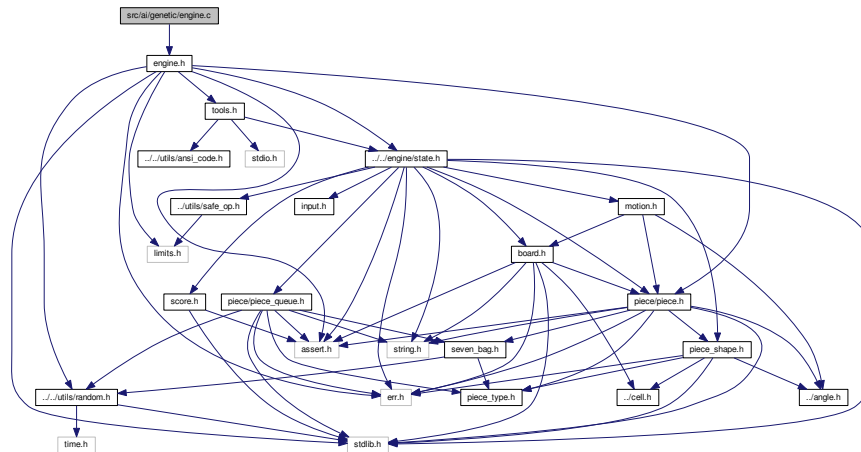 src/ai/genetic/engine.c
engine.h
tools.h
../../utils/ansi_code.h
stdio.h
../../engine/state.h
../utils/safe_op.h
input.h
motion.h
limits.h
board.h
score.h
piece/piece_queue.h
piece/piece.h
assert.h
string.h
seven_bag.h
piece_shape.h
../../utils/random.h
err.h
piece_type.h
../cell.h
../angle.h
time.h
stdlib.h